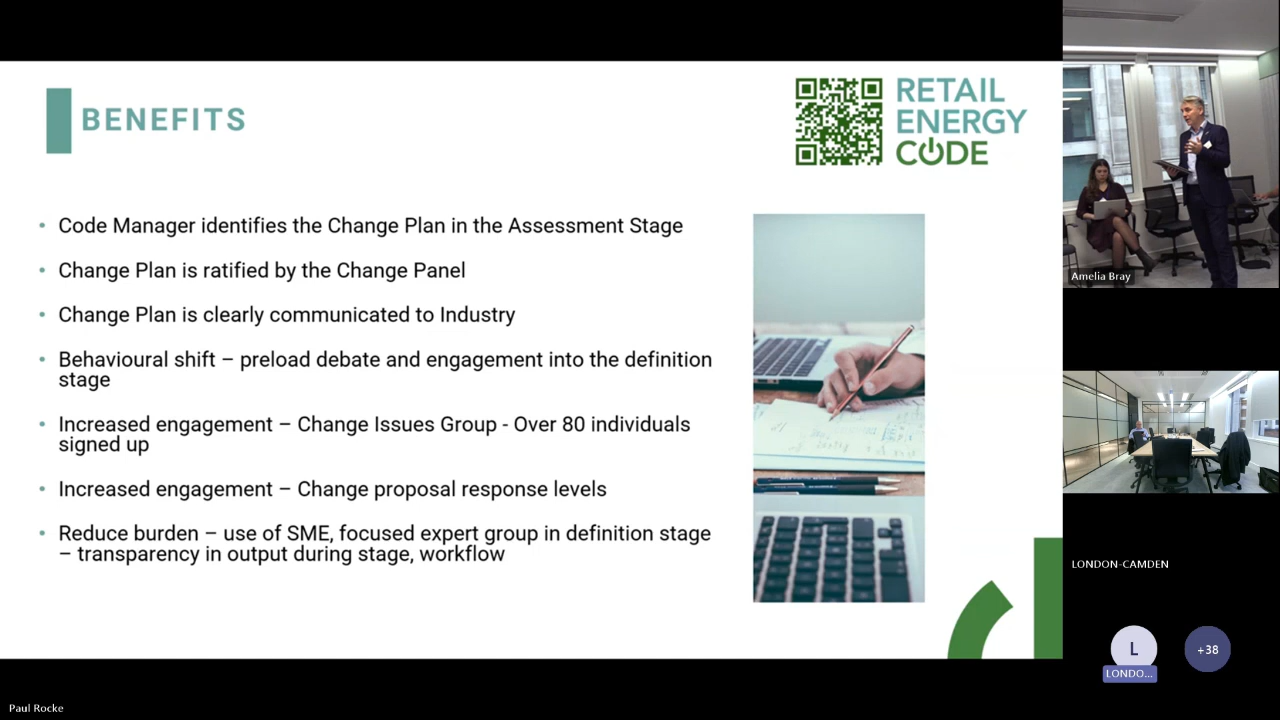 BENEFITS
RETAIL
ENERGY
CODE
• Code Manager identifies the Change Plan in the Assessment Stage
• Change Plan is ratified by the Change Panel
• Change Plan is clearly communicated to Industry
• Behavioural shift – preload debate and engagement into the definition
stage
• Increased engagement – Change Issues Group - Over 80 individuals
signed up
• Increased engagement – Change proposal response levels
• Reduce burden – use of SME, focused expert group in definition stage
– transparency in output during stage, workflow
Amelia Bray
LONDON-CAMDEN
L
LONDO...
+38
Paul Rocke